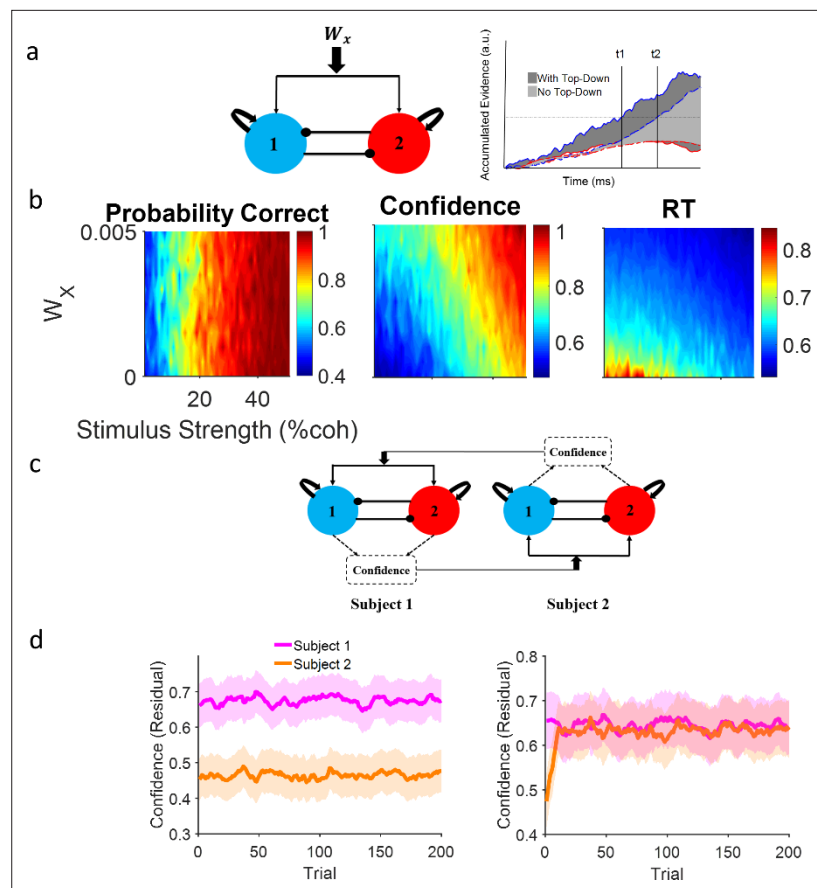 a
W_x
1
2
t1
t2
With Top-Down
No Top-Down
Accumulated Evidence (a.u.)
Time (ms)
b
Probability Correct
Confidence
RT
0.005
0
W_X
20
40
Stimulus Strength (%coh)
1
0.8
0.6
0.4
1
0.8
0.6
0.8
0.7
0.6
c
Confidence
1
2
1
2
Confidence
Subject 1
Subject 2
d
Subject 1
Subject 2
Confidence (Residual)
0.7
0.6
0.5
0.4
0.3
0
50
100
150
200
Trial
Confidence (Residual)
0.8
0.7
0.6
0.5
0.4
0
50
100
150
200
Trial